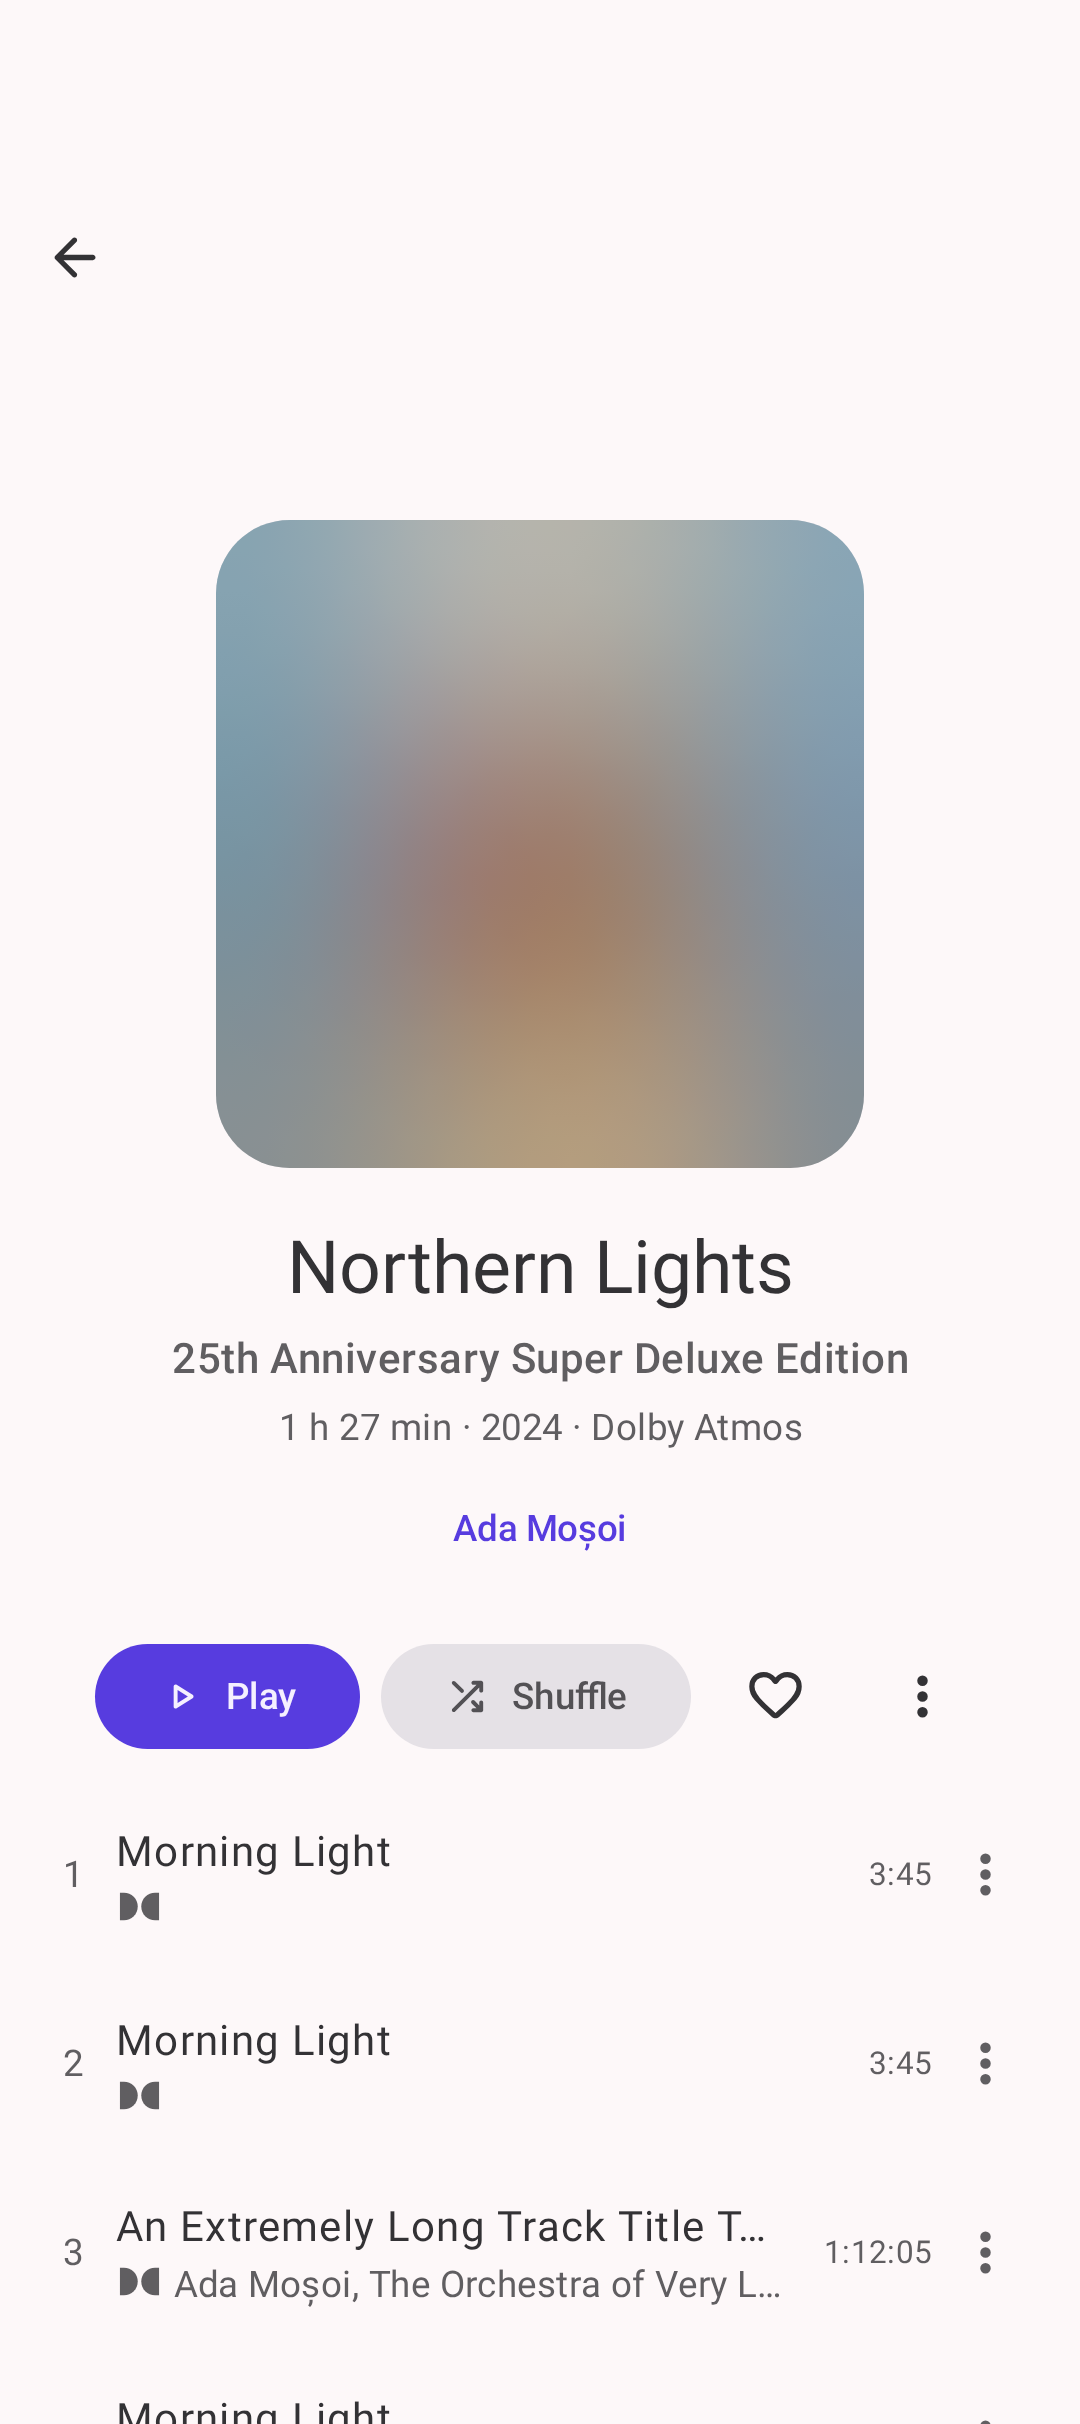 Northern Lights
25th Anniversary Super Deluxe Edition
1 h 27 min · 2024 · Dolby Atmos
Ada Moșoi
Play
Shuffle
1
Morning Light
3:45
2
Morning Light
3:45
3
An Extremely Long Track Title T…
1:12:05
Ada Moșoi, The Orchestra of Very L…
Morning Light